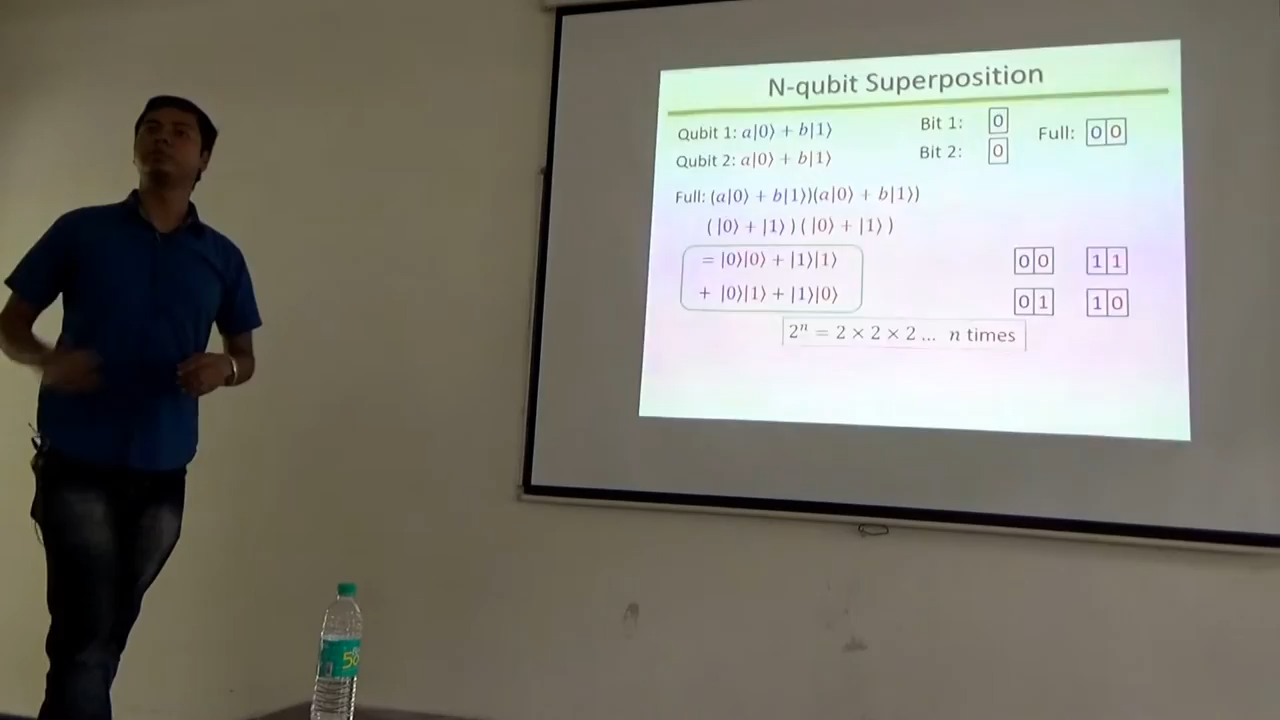 N-qubit Superposition
Qubit 1: a|0⟩ + b|1⟩
Qubit 2: a|0⟩ + b|1⟩
Bit 1: 0
Bit 2: 0
Full: 0 0
Full: (a|0⟩ + b|1⟩)(a|0⟩ + b|1⟩)
(|0⟩ + |1⟩ ) ( |0⟩ + |1⟩ )
= |0⟩|0⟩ + |1⟩|1⟩
+ |0⟩|1⟩ + |1⟩|0⟩
0 0 1 1
0 1 1 0
2ⁿ = 2 × 2 × 2 ... n times